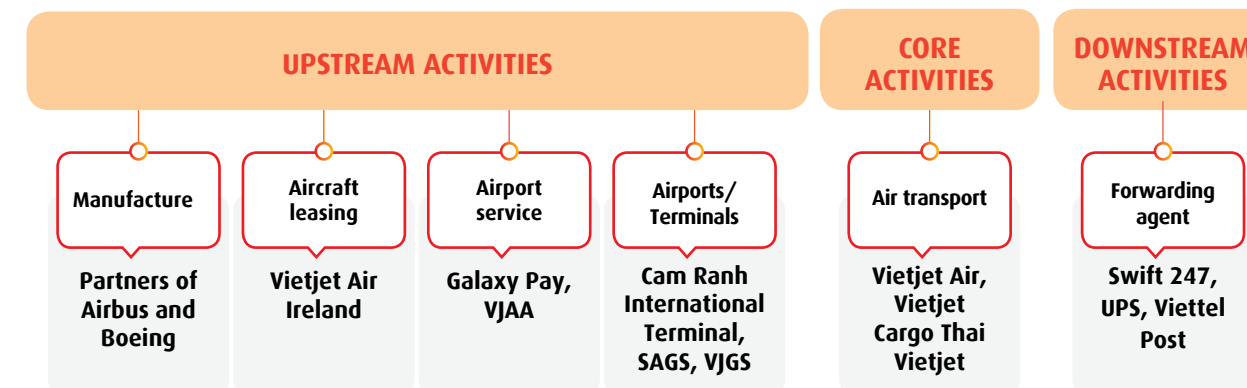 UPSTREAM ACTIVITIES
CORE
ACTIVITIES
DOWNSTREAM
ACTIVITIES
Manufacture
Partners of
Airbus and
Boeing
Aircraft
leasing
Vietjet Air
Ireland
Airport
service
Galaxy Pay,
VJAA
Airports/
Terminals
Cam Ranh
International
Terminal,
SAGS, VJGS
Air transport
Vietjet Air,
Vietjet
Cargo Thai
Vietjet
Forwarding
agent
Swift 247,
UPS, Viettel
Post